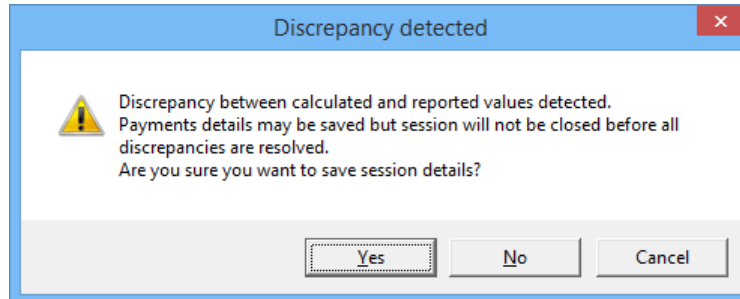 Discrepancy detected
Discrepancy between calculated and reported values detected.
Payments details may be saved but session will not be closed before all
discrepancies are resolved.
Are you sure you want to save session details?
Yes No Cancel